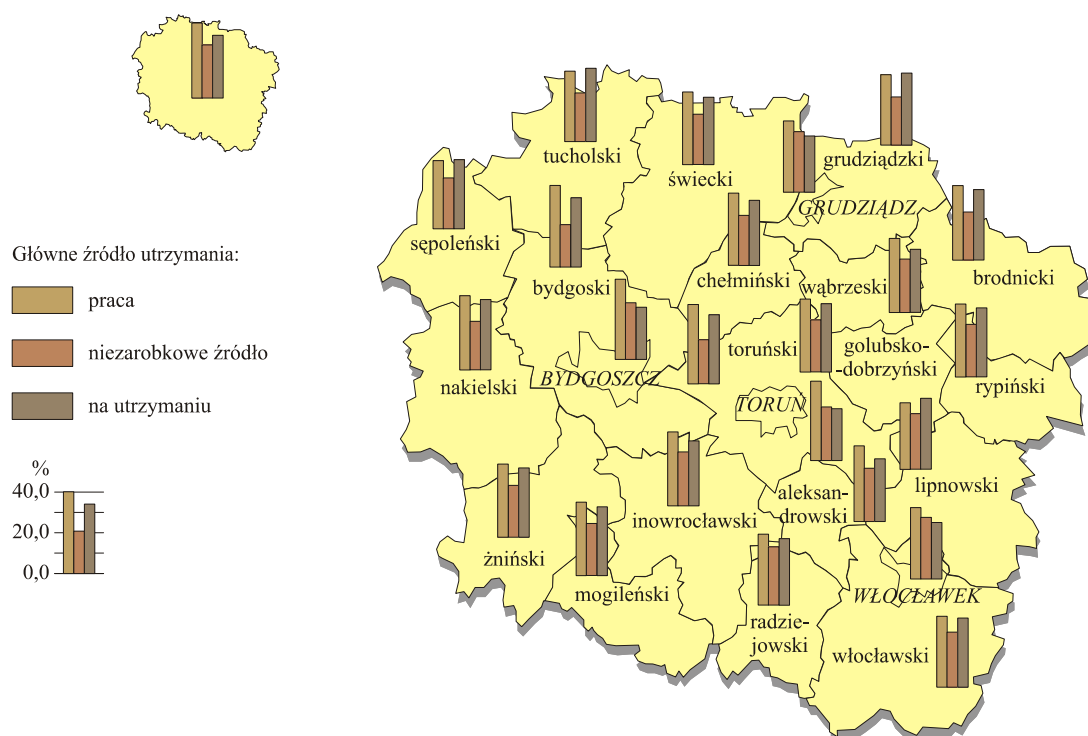 Główne źródło utrzymania:
praca
niezarobkowe źródło
na utrzymaniu
%
40,0
20,0
0,0
tucholski
świecki
grudziądzki
GRUDZIĄDZ
sępoleński
bydgoski
chełmiński
wąbrzeski
brodnicki
nakielski
BYDGOSZCZ
toruński
golubsko-
-dobrzyński
rypiński
TORUŃ
lipnowski
aleksan-
drowski
inowrocławski
żniński
mogileński
radzie-
jowski
WŁOCŁAWEK
włocławski